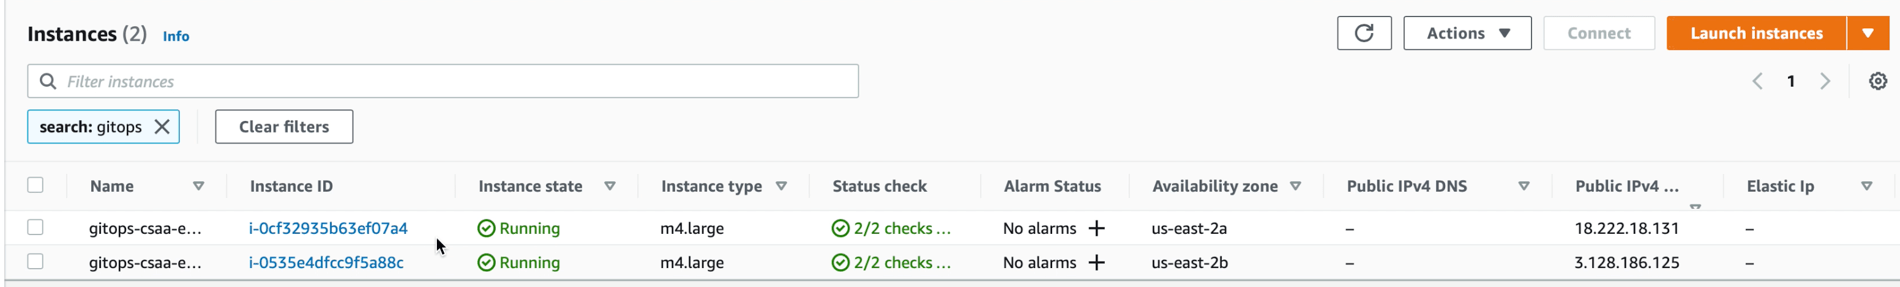 Instances (2) Info
Actions
Connect
Launch instances
Filter instances
1
search: gitops
Clear filters
Name Instance ID Instance state Instance type Status check Alarm Status Availability zone Public IPv4 DNS Public IPv4 ... Elastic Ip
gitops-csaa-e... i-0cf32935b63ef07a4 Running m4.large 2/2 checks ... No alarms + us-east-2a – 18.222.18.131 –
gitops-csaa-e... i-0535e4dfcc9f5a88c Running m4.large 2/2 checks ... No alarms + us-east-2b – 3.128.186.125 –